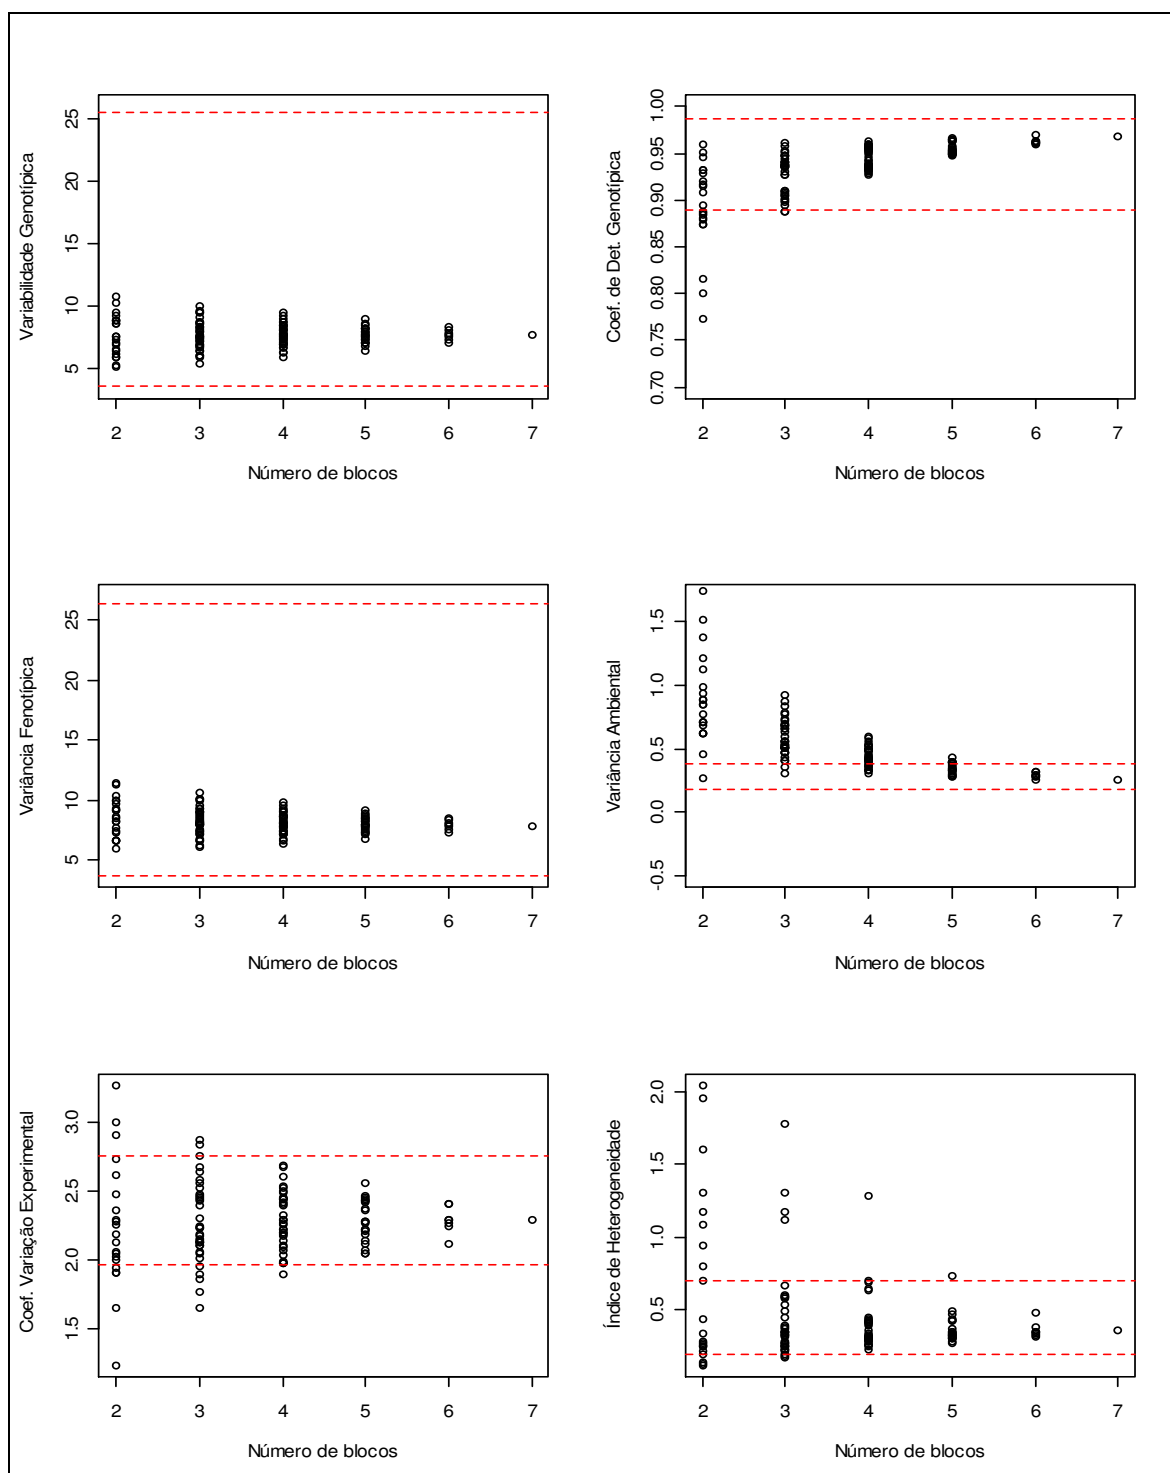 Variabilidade Genotípica
25
20
15
10
5
2 3 4 5 6 7
Número de blocos
Coef. de Det. Genotípica
1.00
0.95
0.90
0.85
0.80
0.75
0.70
2 3 4 5 6 7
Número de blocos
Variância Fenotípica
25
20
15
10
5
2 3 4 5 6 7
Número de blocos
Variância Ambiental
1.5
1.0
0.5
0.0
-0.5
2 3 4 5 6 7
Número de blocos
Coef. Variação Experimental
3.0
2.5
2.0
1.5
2 3 4 5 6 7
Número de blocos
Índice de Heterogeneidade
2.0
1.5
1.0
0.5
2 3 4 5 6 7
Número de blocos